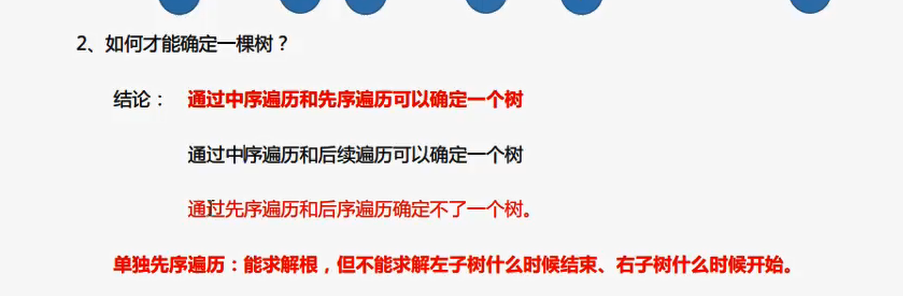 2、如何才能确定一棵树？
结论： 通过中序遍历和先序遍历可以确定一个树
通过中序遍历和后续遍历可以确定一个树
通过先序遍历和后序遍历确定不了一个树。
单独先序遍历：能求解根，但不能求解左子树什么时候结束、右子树什么时候开始。